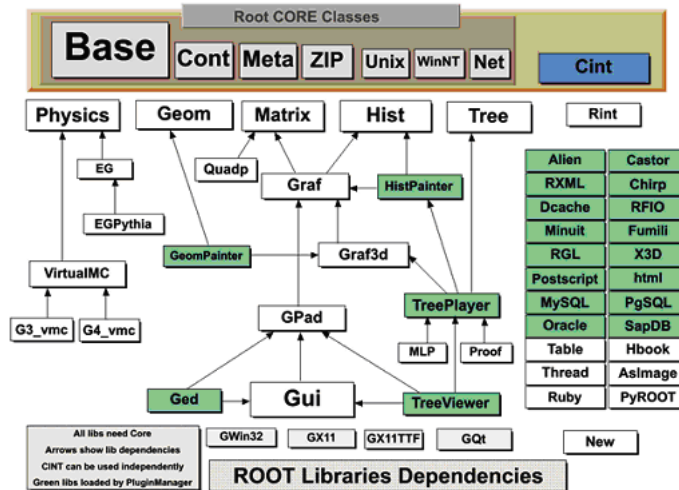 Root CORE Classes
Base
Cont
Meta
ZIP
Unix
WinNT
Net
Cint
Physics
Geom
Matrix
Hist
Tree
Rint
EG
Quadp
Graf
HistPainter
EGPythia
GeomPainter
Graf3d
VirtualMC
TreePlayer
G3_vmc
G4_vmc
GPad
MLP
Proof
Ged
Gui
TreeViewer
Alien
Castor
RXML
Chirp
Dcache
RFIO
Minuit
Fumili
RGL
X3D
Postscript
html
MySQL
PgSQL
Oracle
SapDB
Table
Hbook
Thread
AsImage
Ruby
PyROOT
GWin32
GX11
GX11TTF
GQt
New
All libs need Core
Arrows show lib dependencies
CINT can be used independently
Green libs loaded by PluginManager
ROOT Libraries Dependencies